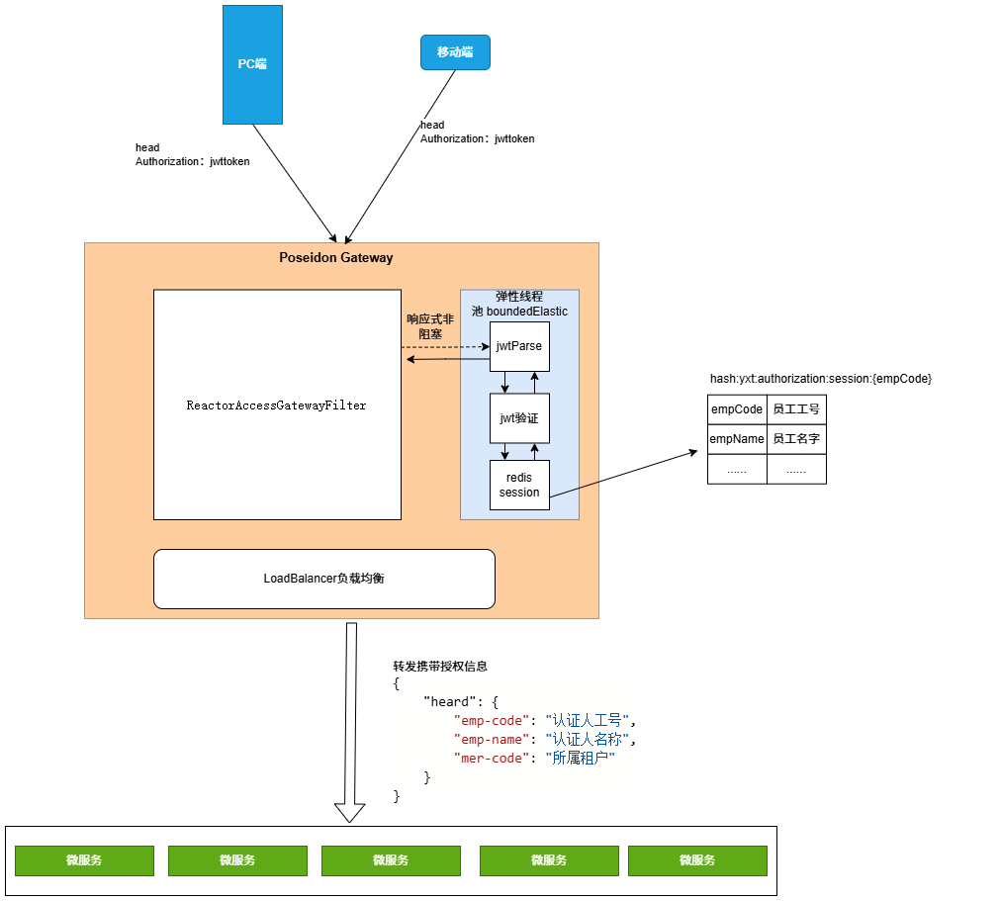 PC端
移动端
head
Authorization：jwttoken
head
Authorization：jwttoken
Poseidon Gateway
ReactorAccessGatewayFilter
响应式非
阻塞
弹性线程
池 boundedElastic
jwtParse
jwt验证
redis
session
hash:yxt:authorization:session:{empCode}
empCode 员工工号
empName 员工名字
...... ......
LoadBalancer负载均衡
转发携带授权信息
{
"heard": {
"emp-code": "认证人工号",
"emp-name": "认证人名称",
"mer-code": "所属租户"
}
}
微服务 微服务 微服务 微服务 微服务